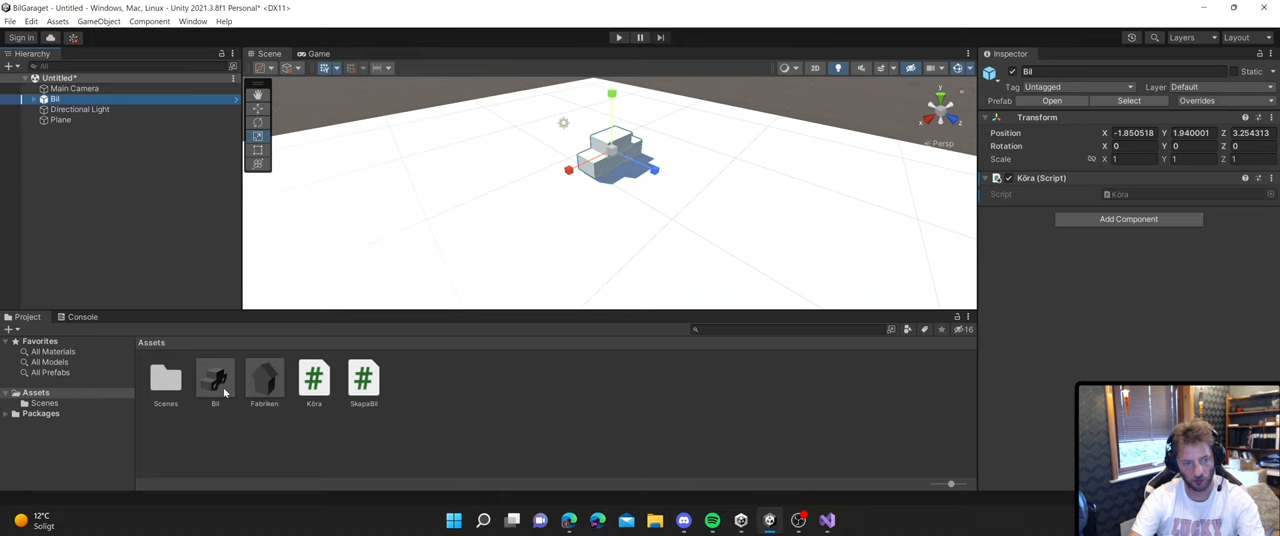 BilGaraget - Untitled - Windows, Mac, Linux - Unity 2021.3.8f1 Personal* <DX11>
File Edit Assets GameObject Component Window Help
Sign in
Layers
Layout
Hierarchy
All
Untitled*
Main Camera
Bil
Directional Light
Plane
Scene
Game
2D
y
x
z
Persp
Inspector
Bil
Static
Tag Untagged Layer Default
Prefab Open Select Overrides
Transform
Position X -1.850518 Y 1.940001 Z 3.254313
Rotation X 0 Y 0 Z 0
Scale X 1 Y 1 Z 1
Köra (Script)
Script Köra
Add Component
Project
Console
16
Favorites
All Materials
All Models
All Prefabs
Assets
Scenes
Packages
Assets
Scenes
Bil
Fabriken
Köra
SkapaBil
12°C
Soligt
LUCKY